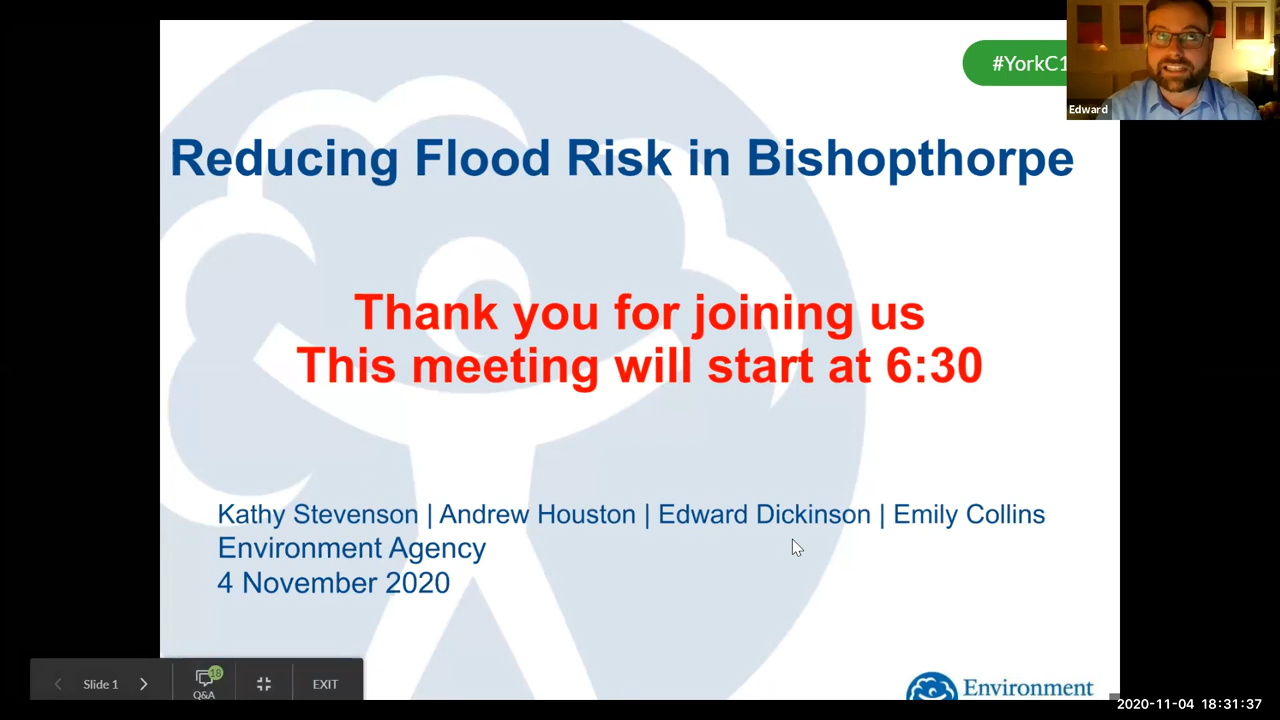 #YorkC1
Edward
Reducing Flood Risk in Bishopthorpe
Thank you for joining us
This meeting will start at 6:30
Kathy Stevenson | Andrew Houston | Edward Dickinson | Emily Collins
Environment Agency
4 November 2020
Slide 1
18
Q&A
EXIT
Environment
2020-11-04 18:31:37